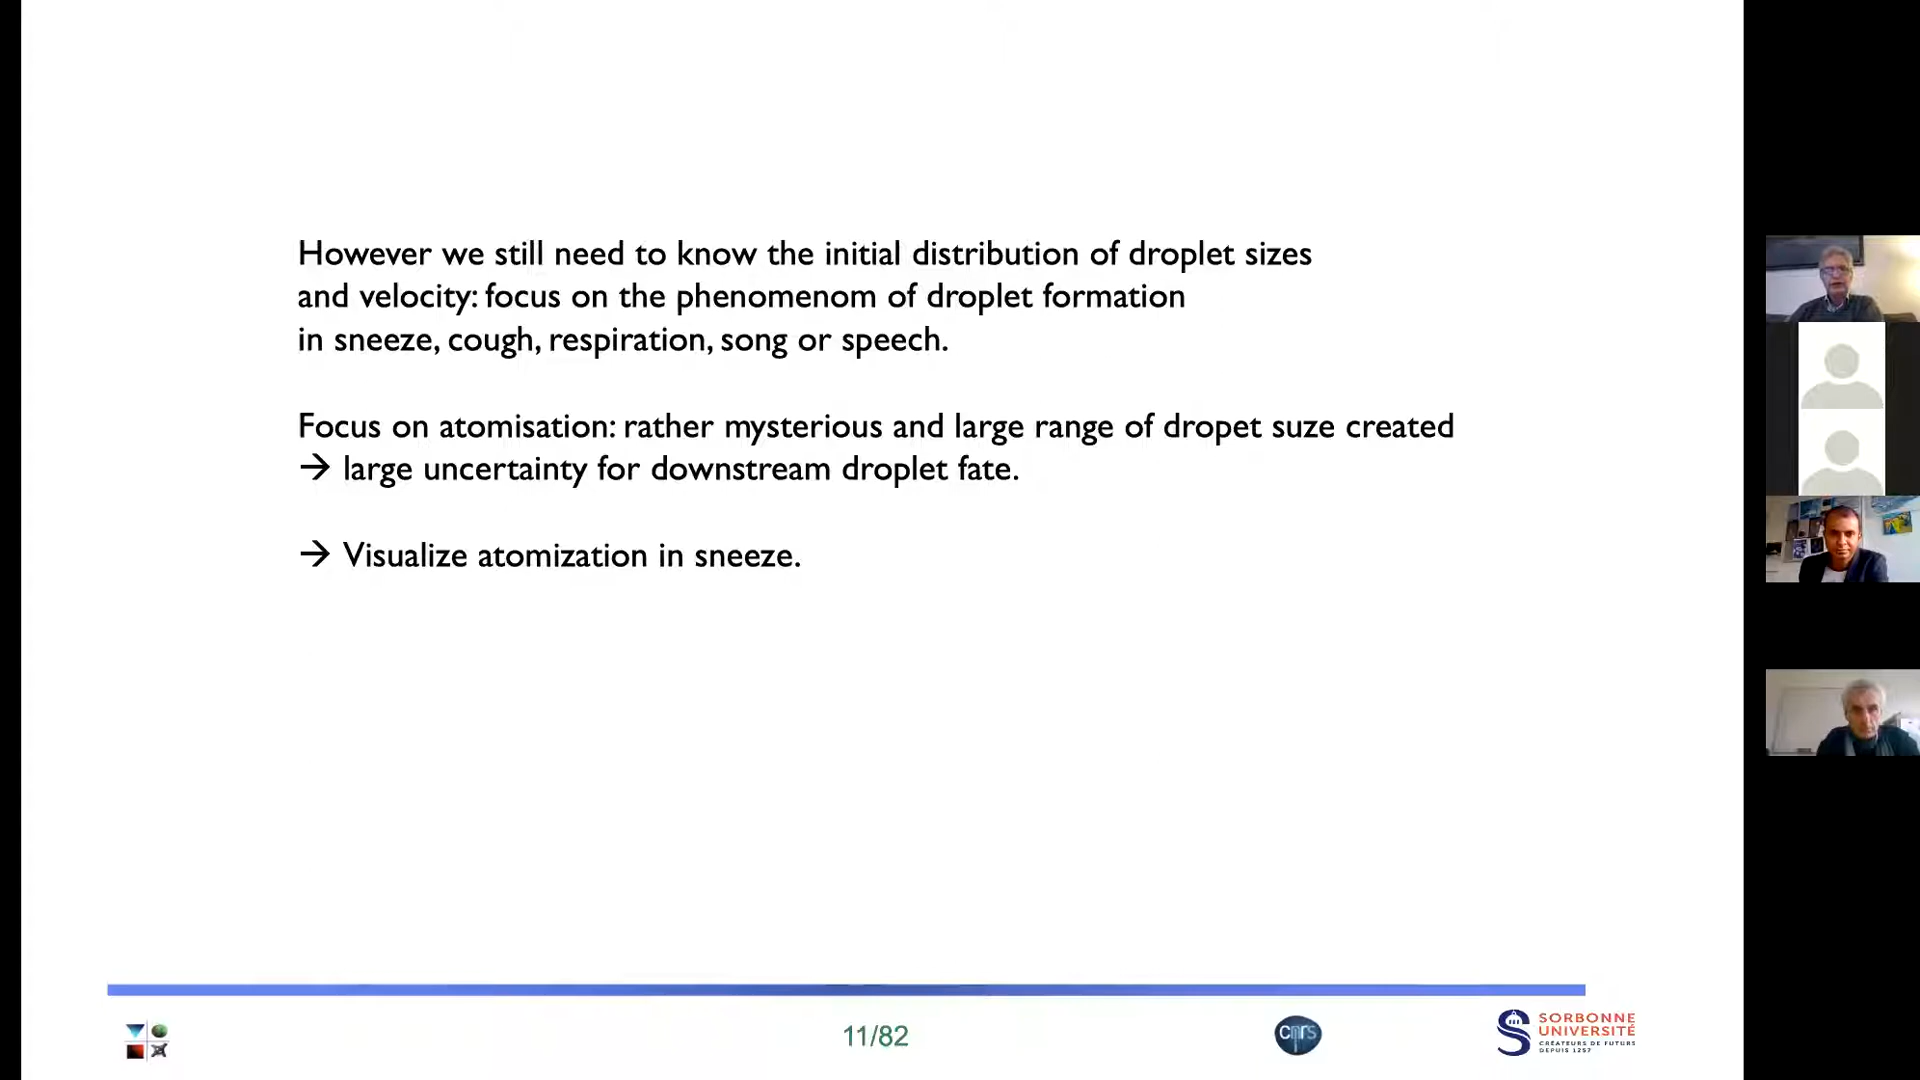 However we still need to know the initial distribution of droplet sizes
and velocity: focus on the phenomenom of droplet formation
in sneeze, cough, respiration, song or speech.
Focus on atomisation: rather mysterious and large range of dropet suze created
→ large uncertainty for downstream droplet fate.
→ Visualize atomization in sneeze.
11/82
cnrs
SORBONNE
UNIVERSITÉ
CRÉATEURS DE FUTURS
DEPUIS 1257